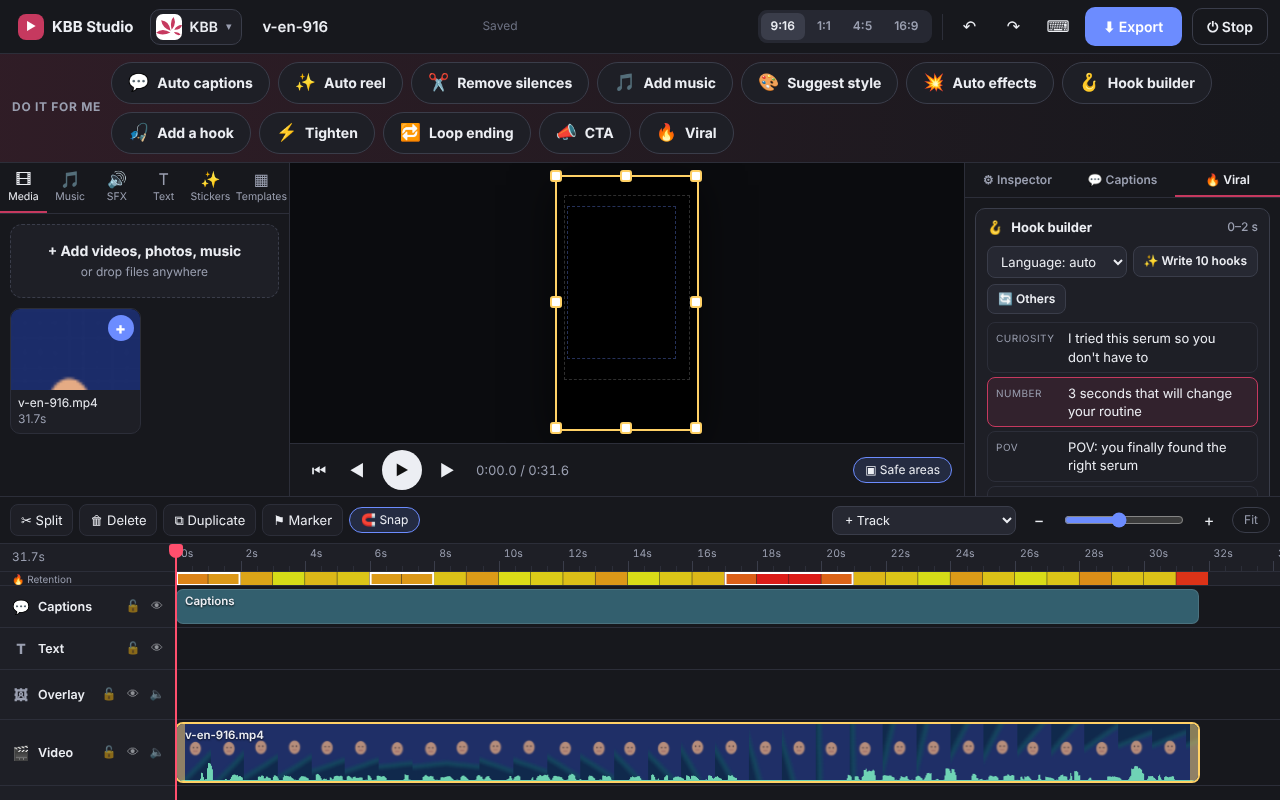 KBB Studio
KBB
v-en-916
Saved
9:16
1:1
4:5
16:9
Export
Stop
DO IT FOR ME
Auto captions
Auto reel
Remove silences
Add music
Suggest style
Auto effects
Hook builder
Add a hook
Tighten
Loop ending
CTA
Viral
Media
Music
SFX
Text
Stickers
Templates
+ Add videos, photos, music
or drop files anywhere
v-en-916.mp4
31.7s
0:00.0 / 0:31.6
Safe areas
Inspector
Captions
Viral
Hook builder
0–2 s
Language: auto
Write 10 hooks
Others
CURIOSITY
I tried this serum so you
don't have to
NUMBER
3 seconds that will change
your routine
POV
POV: you finally found the
right serum
Split
Delete
Duplicate
Marker
Snap
+ Track
Fit
31.7s
0s
2s
4s
6s
8s
10s
12s
14s
16s
18s
20s
22s
24s
26s
28s
30s
32s
Retention
Captions
Captions
Text
Overlay
Video
v-en-916.mp4